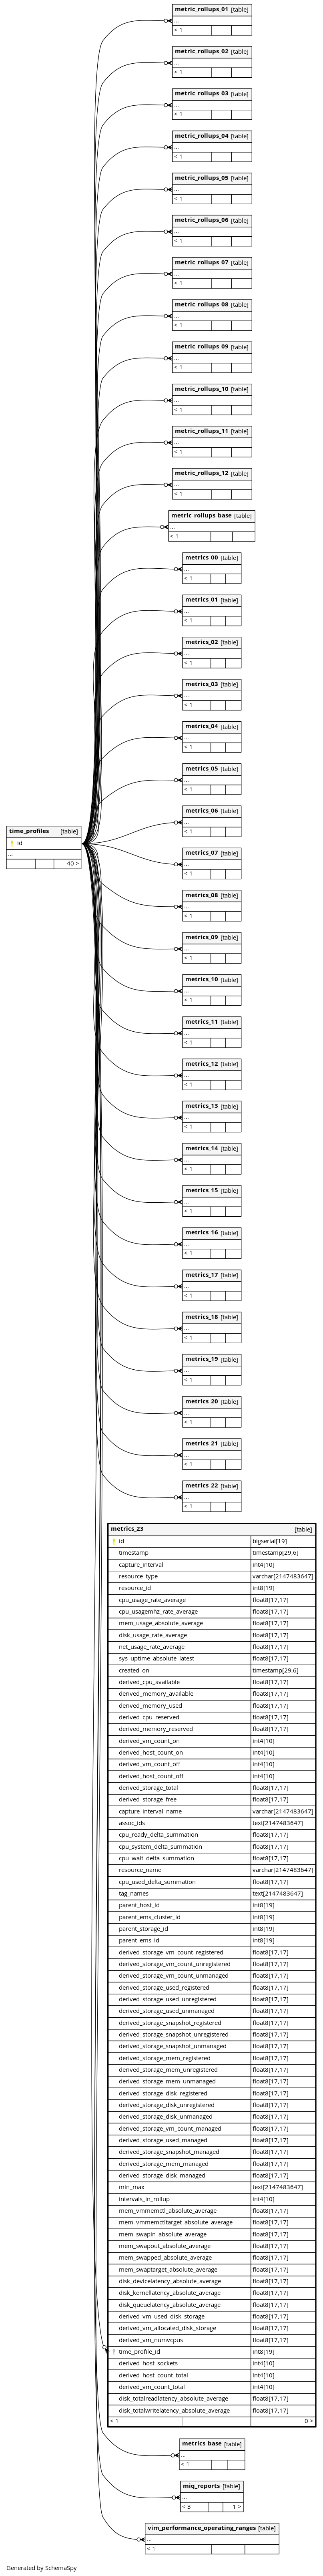 metric_rollups_01 [table]
...
< 1
metric_rollups_02 [table]
...
< 1
metric_rollups_03 [table]
...
< 1
metric_rollups_04 [table]
...
< 1
metric_rollups_05 [table]
...
< 1
metric_rollups_06 [table]
...
< 1
metric_rollups_07 [table]
...
< 1
metric_rollups_08 [table]
...
< 1
metric_rollups_09 [table]
...
< 1
metric_rollups_10 [table]
...
< 1
metric_rollups_11 [table]
...
< 1
metric_rollups_12 [table]
...
< 1
metric_rollups_base [table]
...
< 1
metrics_00 [table]
...
< 1
metrics_01 [table]
...
< 1
metrics_02 [table]
...
< 1
metrics_03 [table]
...
< 1
metrics_04 [table]
...
< 1
metrics_05 [table]
...
< 1
metrics_06 [table]
...
< 1
time_profiles [table]
id
...
40 >
metrics_07 [table]
...
< 1
metrics_08 [table]
...
< 1
metrics_09 [table]
...
< 1
metrics_10 [table]
...
< 1
metrics_11 [table]
...
< 1
metrics_12 [table]
...
< 1
metrics_13 [table]
...
< 1
metrics_14 [table]
...
< 1
metrics_15 [table]
...
< 1
metrics_16 [table]
...
< 1
metrics_17 [table]
...
< 1
metrics_18 [table]
...
< 1
metrics_19 [table]
...
< 1
metrics_20 [table]
...
< 1
metrics_21 [table]
...
< 1
metrics_22 [table]
...
< 1
metrics_23 [table]
id bigserial[19]
timestamp timestamp[29,6]
capture_interval int4[10]
resource_type varchar[2147483647]
resource_id int8[19]
cpu_usage_rate_average float8[17,17]
cpu_usagemhz_rate_average float8[17,17]
mem_usage_absolute_average float8[17,17]
disk_usage_rate_average float8[17,17]
net_usage_rate_average float8[17,17]
sys_uptime_absolute_latest float8[17,17]
created_on timestamp[29,6]
derived_cpu_available float8[17,17]
derived_memory_available float8[17,17]
derived_memory_used float8[17,17]
derived_cpu_reserved float8[17,17]
derived_memory_reserved float8[17,17]
derived_vm_count_on int4[10]
derived_host_count_on int4[10]
derived_vm_count_off int4[10]
derived_host_count_off int4[10]
derived_storage_total float8[17,17]
derived_storage_free float8[17,17]
capture_interval_name varchar[2147483647]
assoc_ids text[2147483647]
cpu_ready_delta_summation float8[17,17]
cpu_system_delta_summation float8[17,17]
cpu_wait_delta_summation float8[17,17]
resource_name varchar[2147483647]
cpu_used_delta_summation float8[17,17]
tag_names text[2147483647]
parent_host_id int8[19]
parent_ems_cluster_id int8[19]
parent_storage_id int8[19]
parent_ems_id int8[19]
derived_storage_vm_count_registered float8[17,17]
derived_storage_vm_count_unregistered float8[17,17]
derived_storage_vm_count_unmanaged float8[17,17]
derived_storage_used_registered float8[17,17]
derived_storage_used_unregistered float8[17,17]
derived_storage_used_unmanaged float8[17,17]
derived_storage_snapshot_registered float8[17,17]
derived_storage_snapshot_unregistered float8[17,17]
derived_storage_snapshot_unmanaged float8[17,17]
derived_storage_mem_registered float8[17,17]
derived_storage_mem_unregistered float8[17,17]
derived_storage_mem_unmanaged float8[17,17]
derived_storage_disk_registered float8[17,17]
derived_storage_disk_unregistered float8[17,17]
derived_storage_disk_unmanaged float8[17,17]
derived_storage_vm_count_managed float8[17,17]
derived_storage_used_managed float8[17,17]
derived_storage_snapshot_managed float8[17,17]
derived_storage_mem_managed float8[17,17]
derived_storage_disk_managed float8[17,17]
min_max text[2147483647]
intervals_in_rollup int4[10]
mem_vmmemctl_absolute_average float8[17,17]
mem_vmmemctltarget_absolute_average float8[17,17]
mem_swapin_absolute_average float8[17,17]
mem_swapout_absolute_average float8[17,17]
mem_swapped_absolute_average float8[17,17]
mem_swaptarget_absolute_average float8[17,17]
disk_devicelatency_absolute_average float8[17,17]
disk_kernellatency_absolute_average float8[17,17]
disk_queuelatency_absolute_average float8[17,17]
derived_vm_used_disk_storage float8[17,17]
derived_vm_allocated_disk_storage float8[17,17]
derived_vm_numvcpus float8[17,17]
time_profile_id int8[19]
derived_host_sockets int4[10]
derived_host_count_total int4[10]
derived_vm_count_total int4[10]
disk_totalreadlatency_absolute_average float8[17,17]
disk_totalwritelatency_absolute_average float8[17,17]
< 1 0 >
metrics_base [table]
...
< 1
miq_reports [table]
...
< 3 1 >
vim_performance_operating_ranges [table]
...
< 1
Generated by SchemaSpy